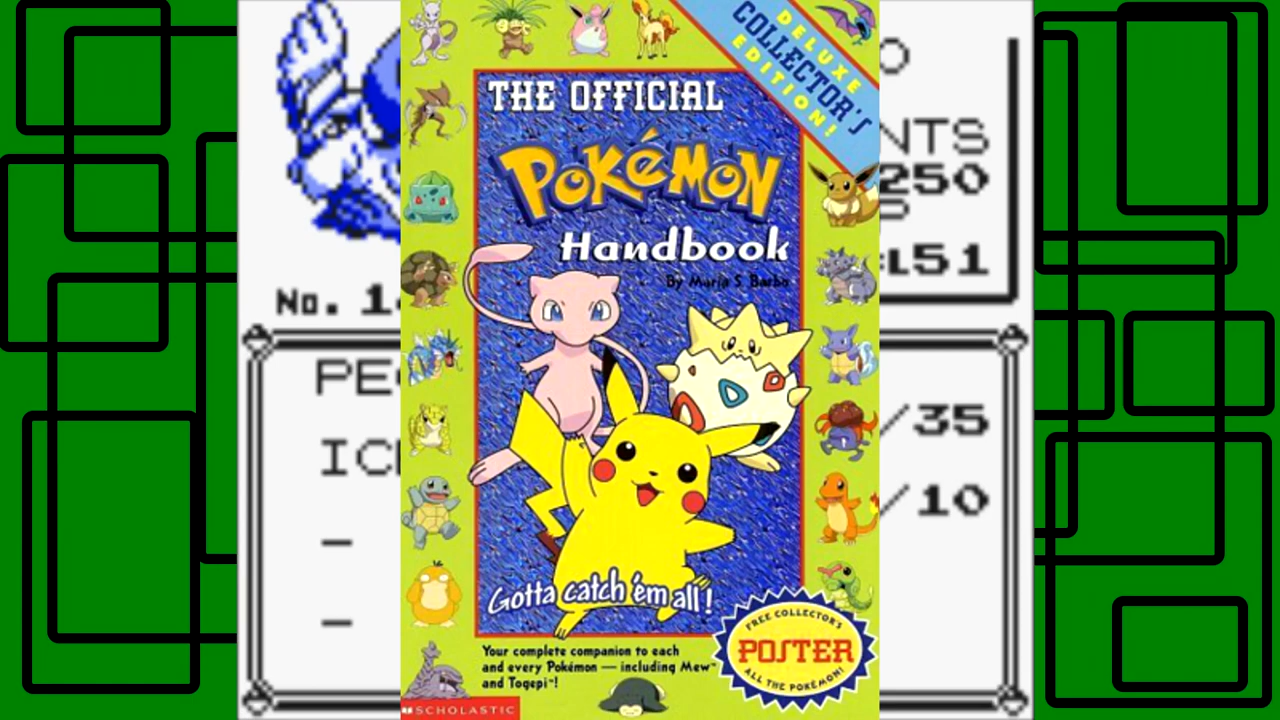 DELUXE
COLLECTOR'S
EDITION!
THE OFFICIAL
POKéMON
Handbook
By Maria S. Barbo
Gotta catch 'em all!
FREE COLLECTOR'S
POSTER
ALL THE POKéMON!
Your complete companion to each
and every Pokémon — including Mew™
and Togepi™!
SCHOLASTIC
No. 1
PE
IC
–
–
O
NTS
250
51
/35
/10